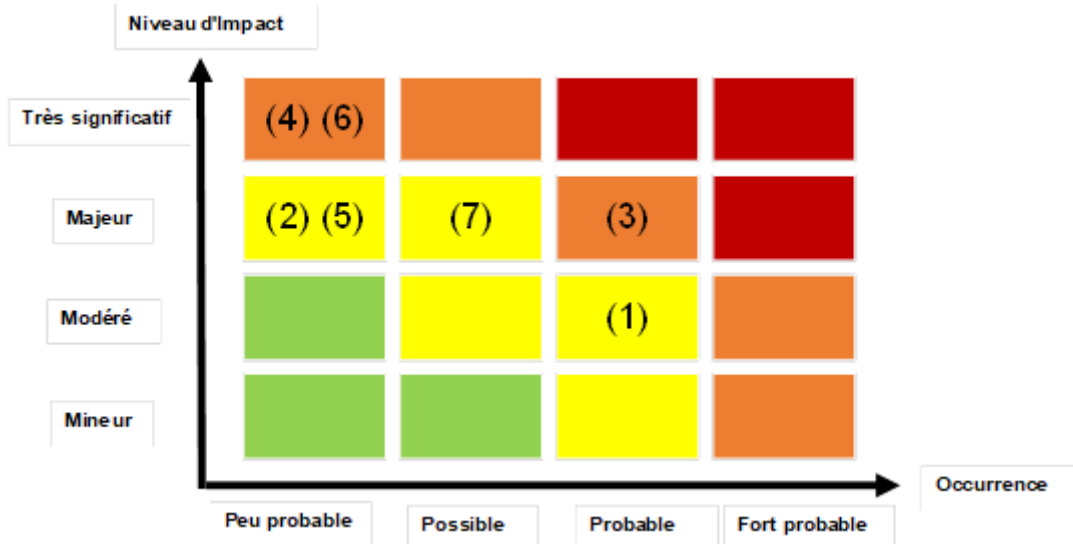 Niveau d'Impact
Très significatif
(4) (6)
Majeur
(2) (5)
(7)
(3)
Modéré
(1)
Mineur
Occurrence
Peu probable
Possible
Probable
Fort probable